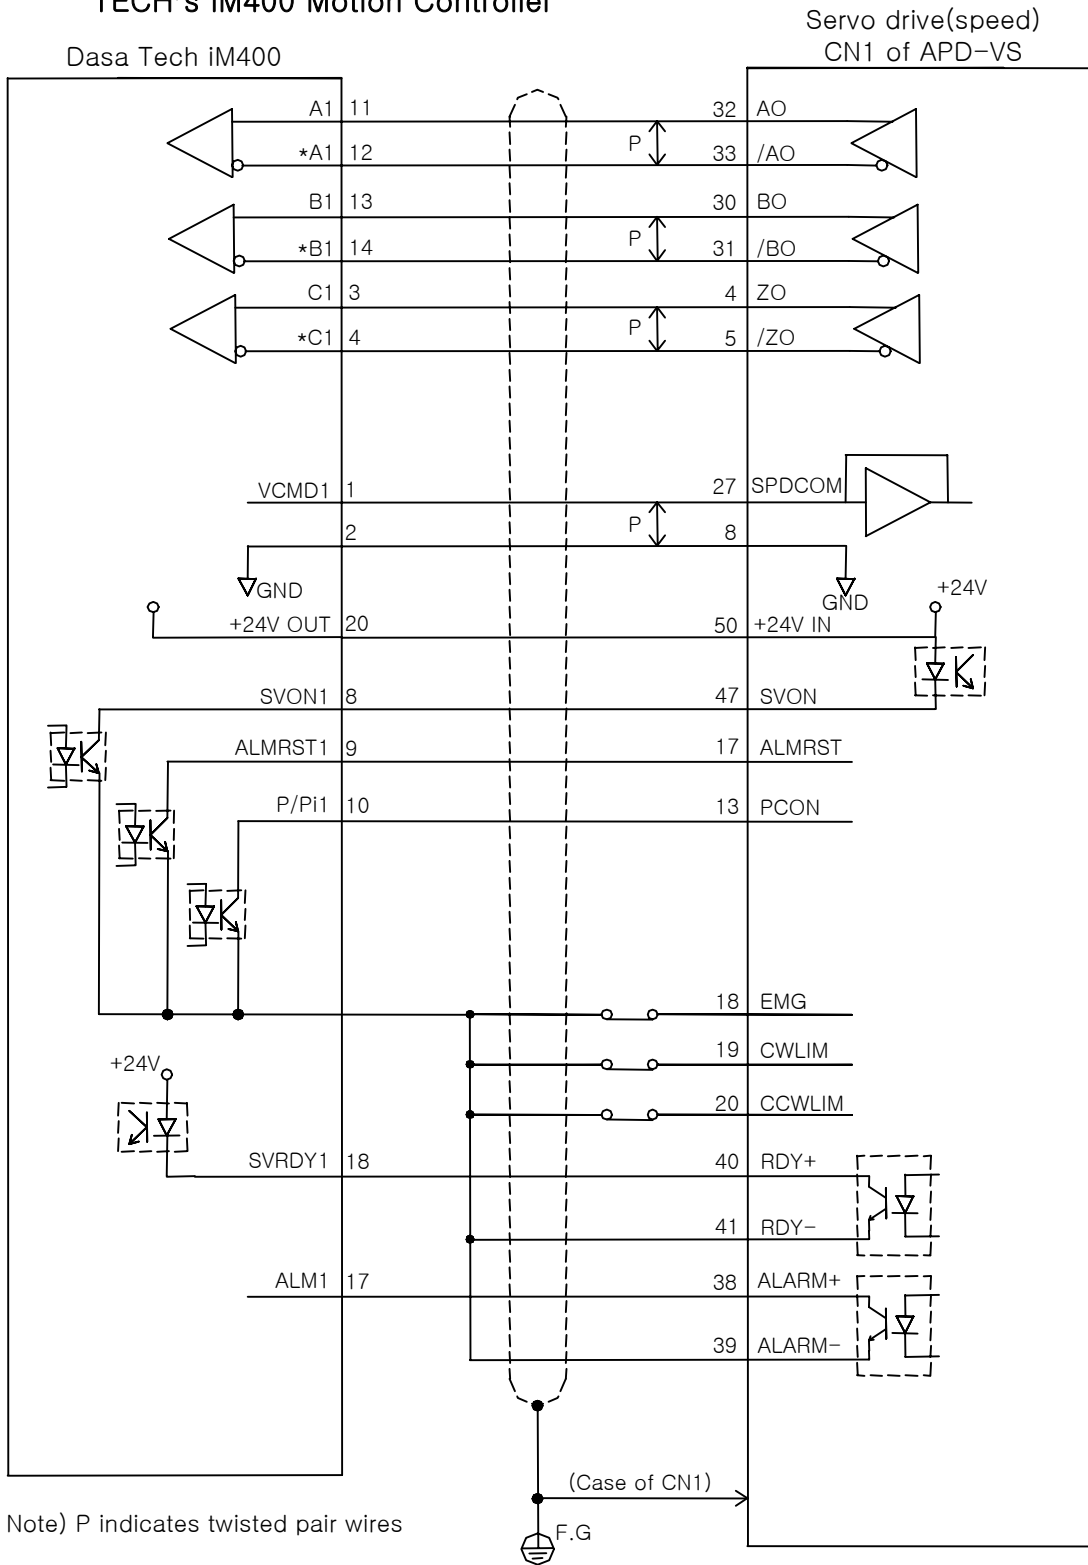 TECH's iM400 Motion Controller
Servo drive(speed)
CN1 of APD-VS
Dasa Tech iM400
A1 11 32 AO
P
*A1 12 33 /AO
B1 13 30 BO
P
*B1 14 31 /BO
C1 3 4 ZO
P
*C1 4 5 /ZO
VCMD1 1 27 SPDCOM
P
2 8
GND GND +24V
+24V OUT 20 50 +24V IN
SVON1 8 47 SVON
ALMRST1 9 17 ALMRST
P/Pi1 10 13 PCON
18 EMG
19 CWLIM
+24V
20 CCWLIM
SVRDY1 18 40 RDY+
41 RDY-
ALM1 17 38 ALARM+
39 ALARM-
(Case of CN1)
Note) P indicates twisted pair wires
F.G